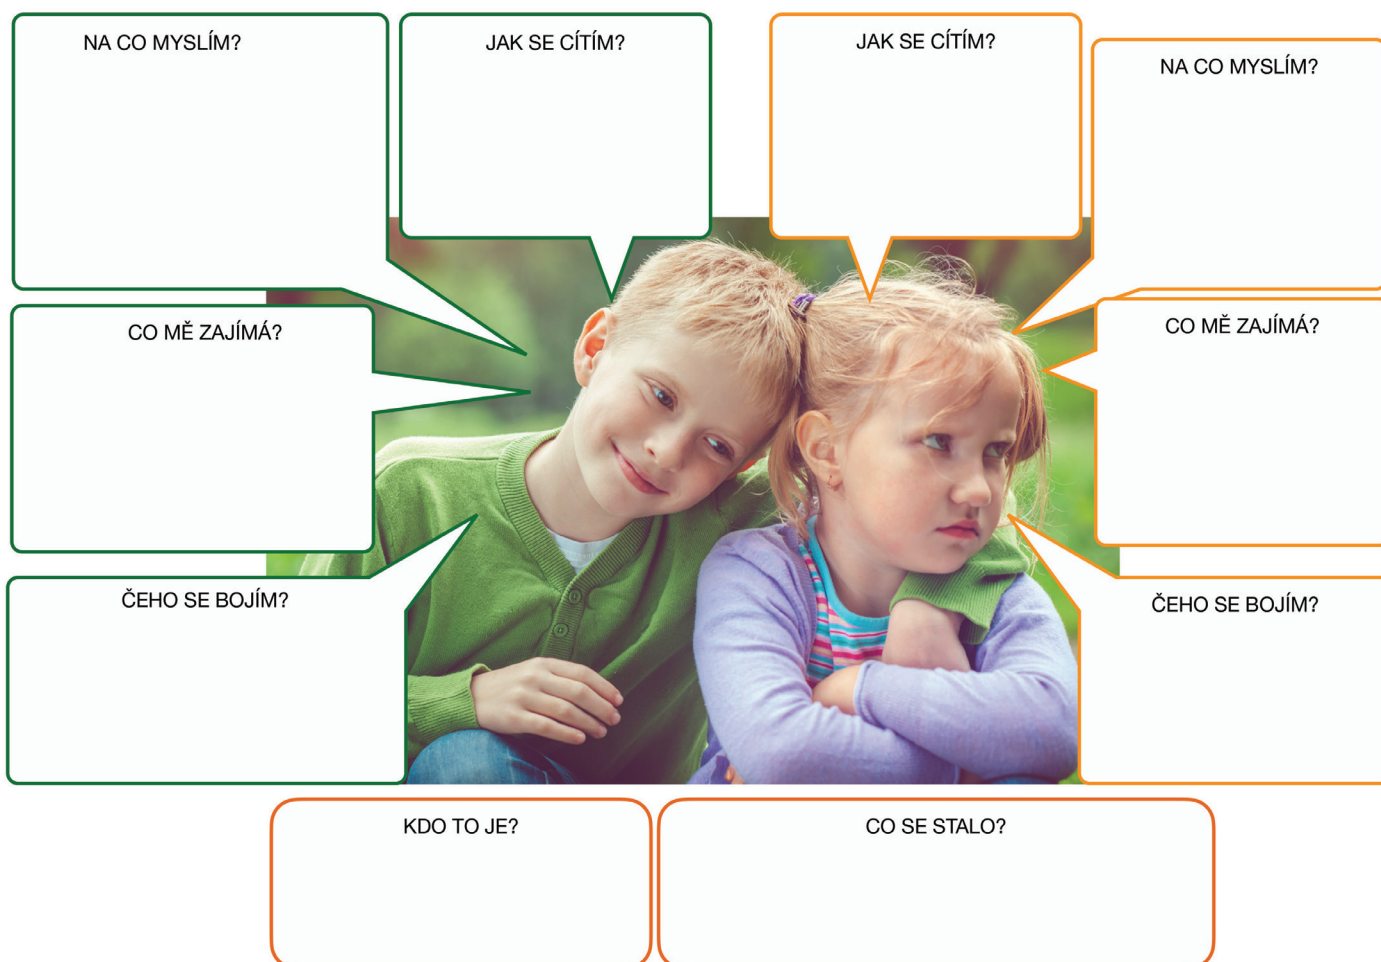 NA CO MYSLÍM?
JAK SE CÍTÍM?
JAK SE CÍTÍM?
NA CO MYSLÍM?
CO MĚ ZAJÍMÁ?
CO MĚ ZAJÍMÁ?
ČEHO SE BOJÍM?
ČEHO SE BOJÍM?
KDO TO JE?
CO SE STALO?